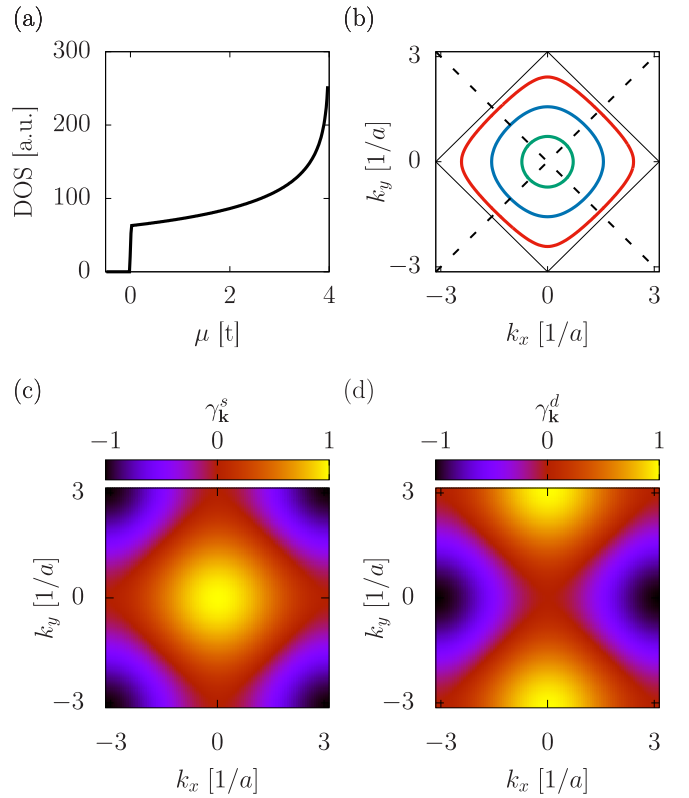 (a)
300
200
100
0
DOS [a.u.]
0
2
4
μ [t]
(b)
3
0
−3
k_y [1/a]
−3
0
3
k_x [1/a]
(c)
γ_𝐤^s
−1
0
1
3
0
−3
k_y [1/a]
−3
0
3
k_x [1/a]
(d)
γ_𝐤^d
−1
0
1
3
0
−3
k_y [1/a]
−3
0
3
k_x [1/a]